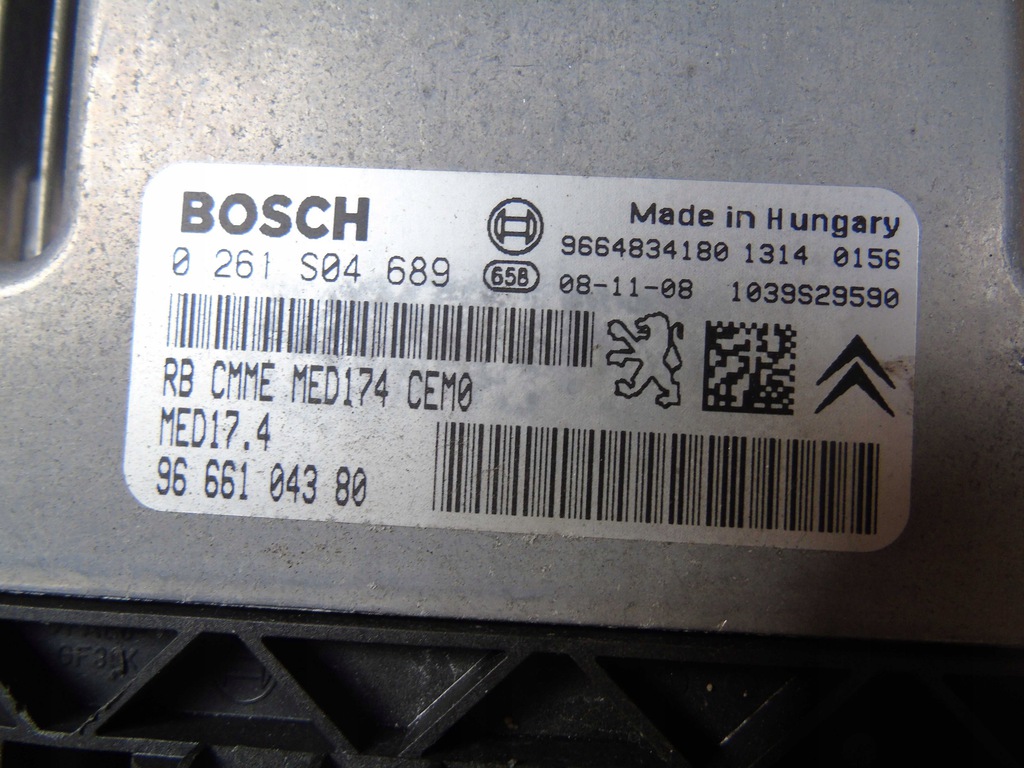 BOSCH
Made in Hungary
9664834180 1314 0156
0 261 S04 689
658
08-11-08 1039S29590
RB CMME MED174 CEM0
MED17.4
96 661 043 80